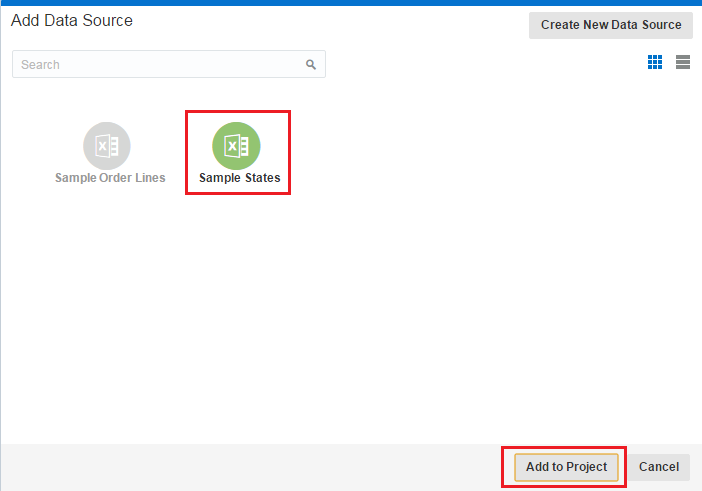 Add Data Source
Create New Data Source
Search
Sample Order Lines
Sample States
Add to Project
Cancel